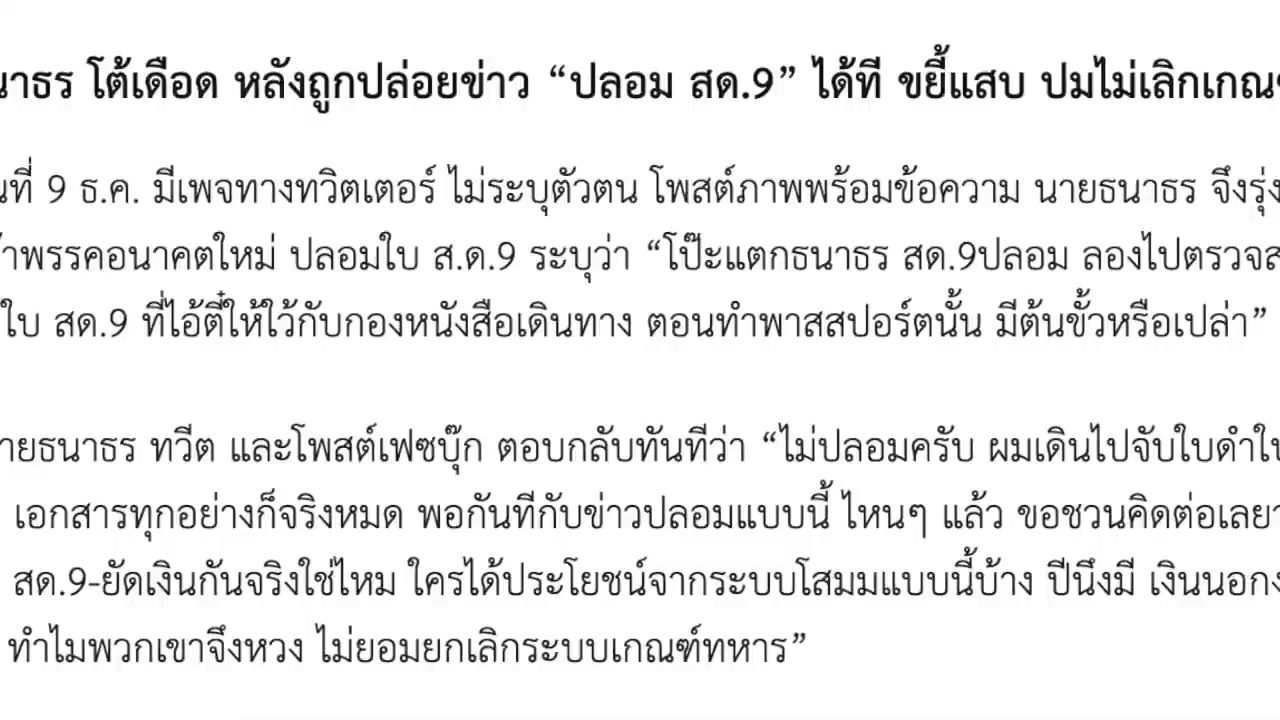 นาธร โต้เดือด หลังถูกปล่อยข่าว “ปลอม สด.9” ได้ที ขยี้แสบ ปมไม่เลิกเกณฑ
นที่ 9 ธ.ค. มีเพจทางทวิตเตอร์ ไม่ระบุตัวตน โพสต์ภาพพร้อมข้อความ นายธนาธร จึงรุ่ง
าพรรคอนาคตใหม่ ปลอมใบ ส.ด.9 ระบุว่า “โป๊ะแตกธนาธร สด.9ปลอม ลองไปตรวจส
ใบ สด.9 ที่ไอ้ตี๋ให้ใว้กับกองหนังสือเดินทาง ตอนทำพาสสปอร์ตนั้น มีต้นขั้วหรือเปล่า”
ายธนาธร ทวีต และโพสต์เฟซบุ๊ก ตอบกลับทันทีว่า “ไม่ปลอมครับ ผมเดินไปจับใบดำใบ
เอกสารทุกอย่างก็จริงหมด พอกันทีกับข่าวปลอมแบบนี้ ไหนๆ แล้ว ขอชวนคิดต่อเลยว
สด.9-ยัดเงินกันจริงใช่ไหม ใครได้ประโยชน์จากระบบโสมมแบบนี้บ้าง ปีนึงมี เงินนอกง
ทำไมพวกเขาจึงหวง ไม่ยอมยกเลิกระบบเกณฑ์ทหาร”